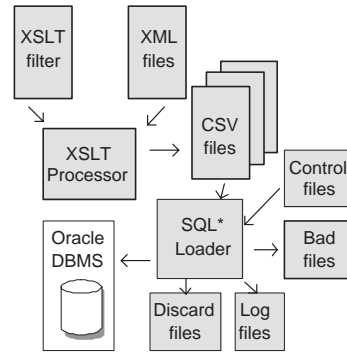 XSLT
filter
XML
files
CSV
files
XSLT
Processor
Control
files
SQL*
Loader
Oracle
DBMS
Bad
files
Discard
files
Log
files